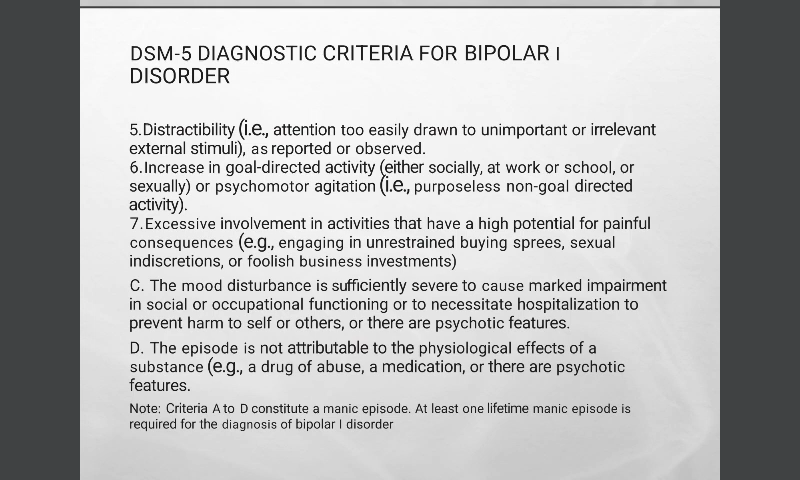 DSM-5 DIAGNOSTIC CRITERIA FOR BIPOLAR I
DISORDER
5.Distractibility (i.e., attention too easily drawn to unimportant or irrelevant
external stimuli), as reported or observed.
6.Increase in goal-directed activity (either socially, at work or school, or
sexually) or psychomotor agitation (i.e., purposeless non-goal directed
activity).
7.Excessive involvement in activities that have a high potential for painful
consequences (e.g., engaging in unrestrained buying sprees, sexual
indiscretions, or foolish business investments)
C. The mood disturbance is sufficiently severe to cause marked impairment
in social or occupational functioning or to necessitate hospitalization to
prevent harm to self or others, or there are psychotic features.
D. The episode is not attributable to the physiological effects of a
substance (e.g., a drug of abuse, a medication, or there are psychotic
features.
Note: Criteria A to D constitute a manic episode. At least one lifetime manic episode is
required for the diagnosis of bipolar I disorder